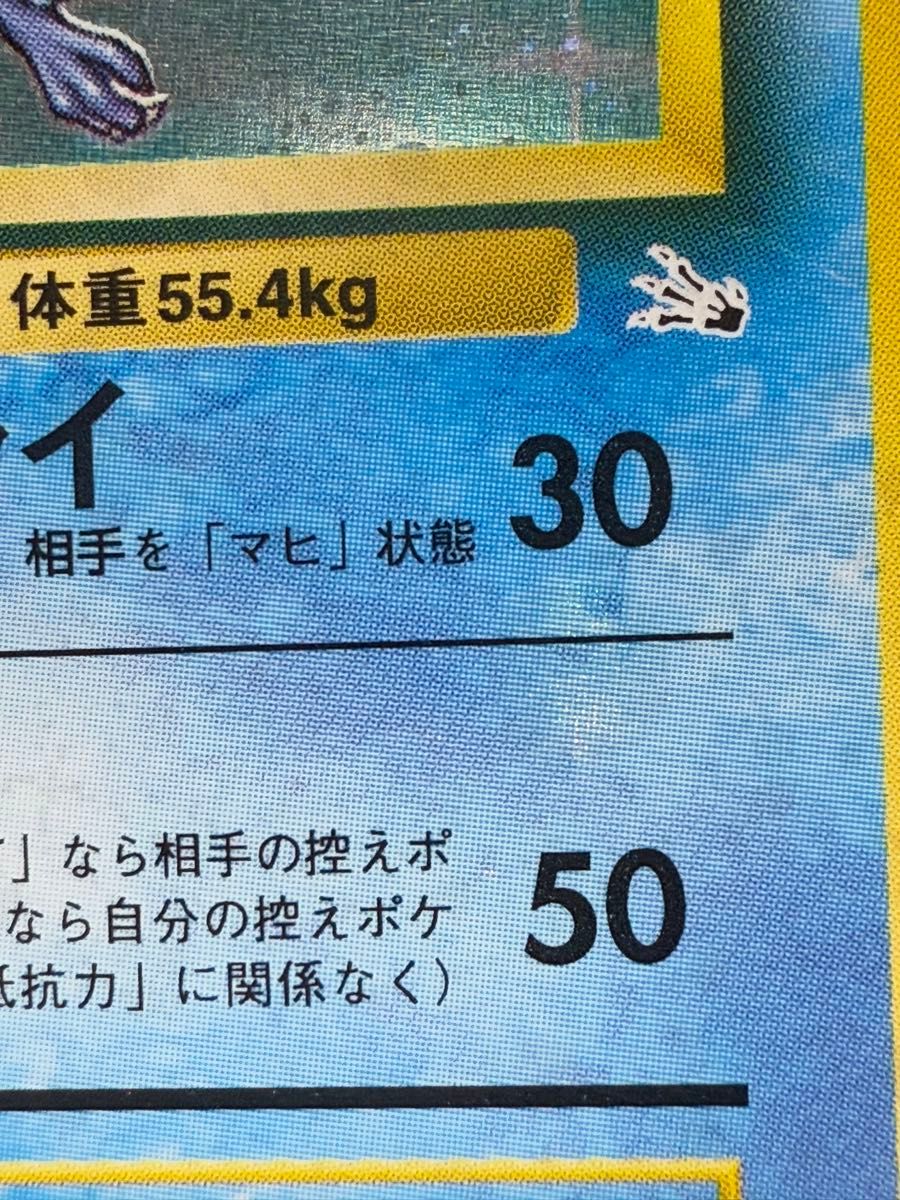 体重55.4kg
イ
30
相手を「マヒ」状態
」なら相手の控えポ
50
なら自分の控えポケ
抗力」に関係なく）